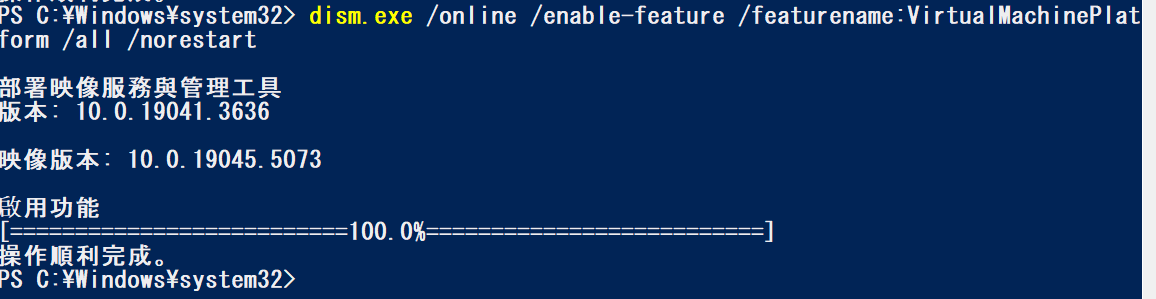 PS C:¥Windows¥system32> dism.exe /online /enable-feature /featurename:VirtualMachinePlat
form /all /norestart
部署映像服務與管理工具
版本: 10.0.19041.3636
映像版本: 10.0.19045.5073
啟用功能
[==========================100.0%==========================]
操作順利完成。
PS C:¥Windows¥system32>